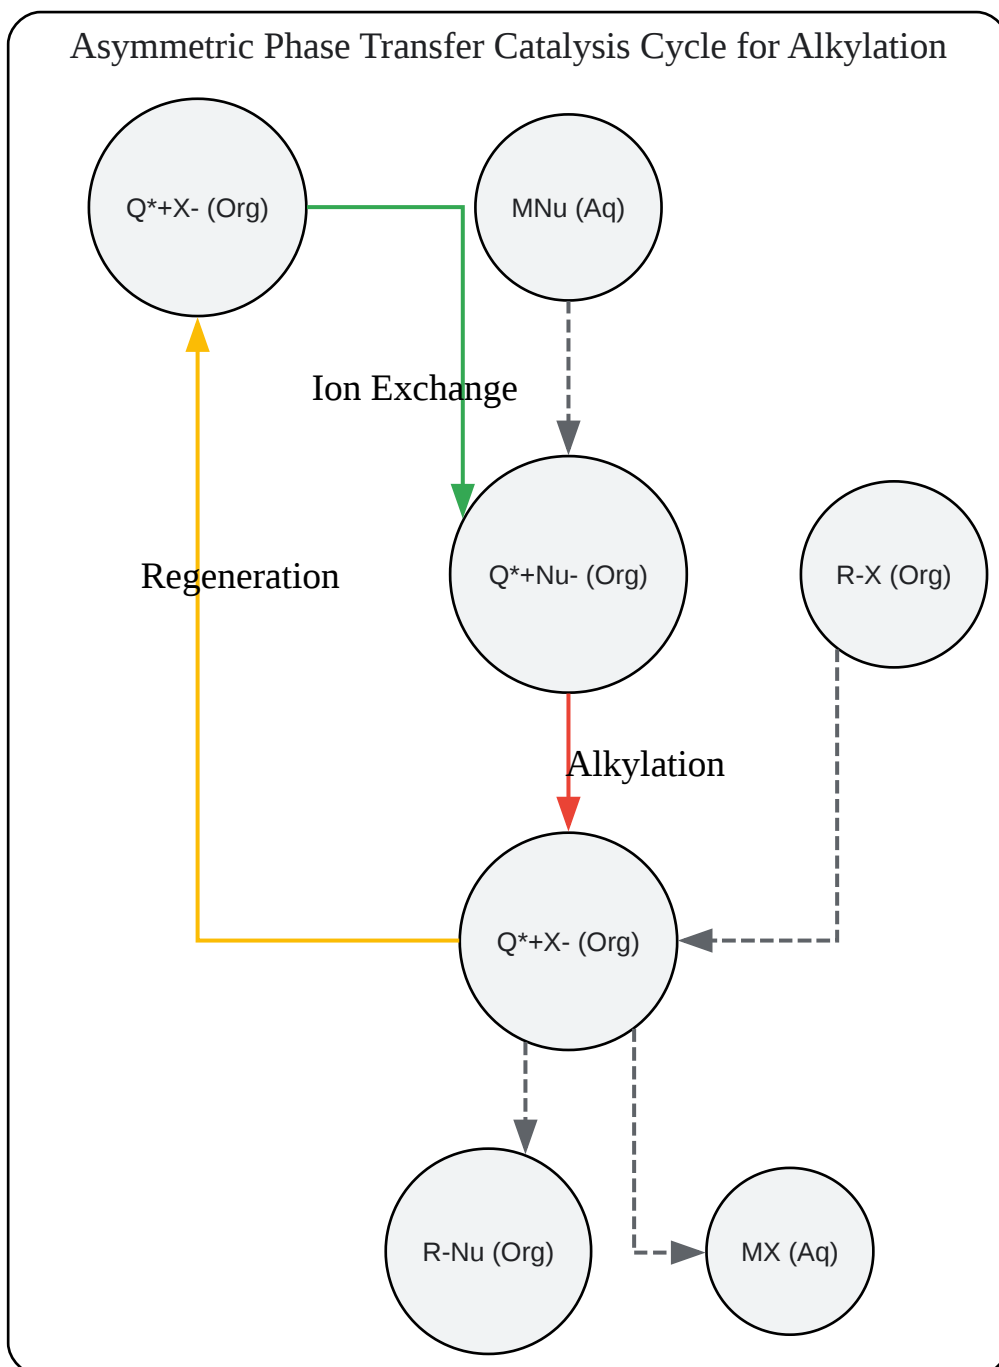 Asymmetric Phase Transfer Catalysis Cycle for Alkylation
Q*+X- (Org)
MNu (Aq)
Ion Exchange
Regeneration
Q*+Nu- (Org)
R-X (Org)
Alkylation
Q*+X- (Org)
R-Nu (Org)
MX (Aq)